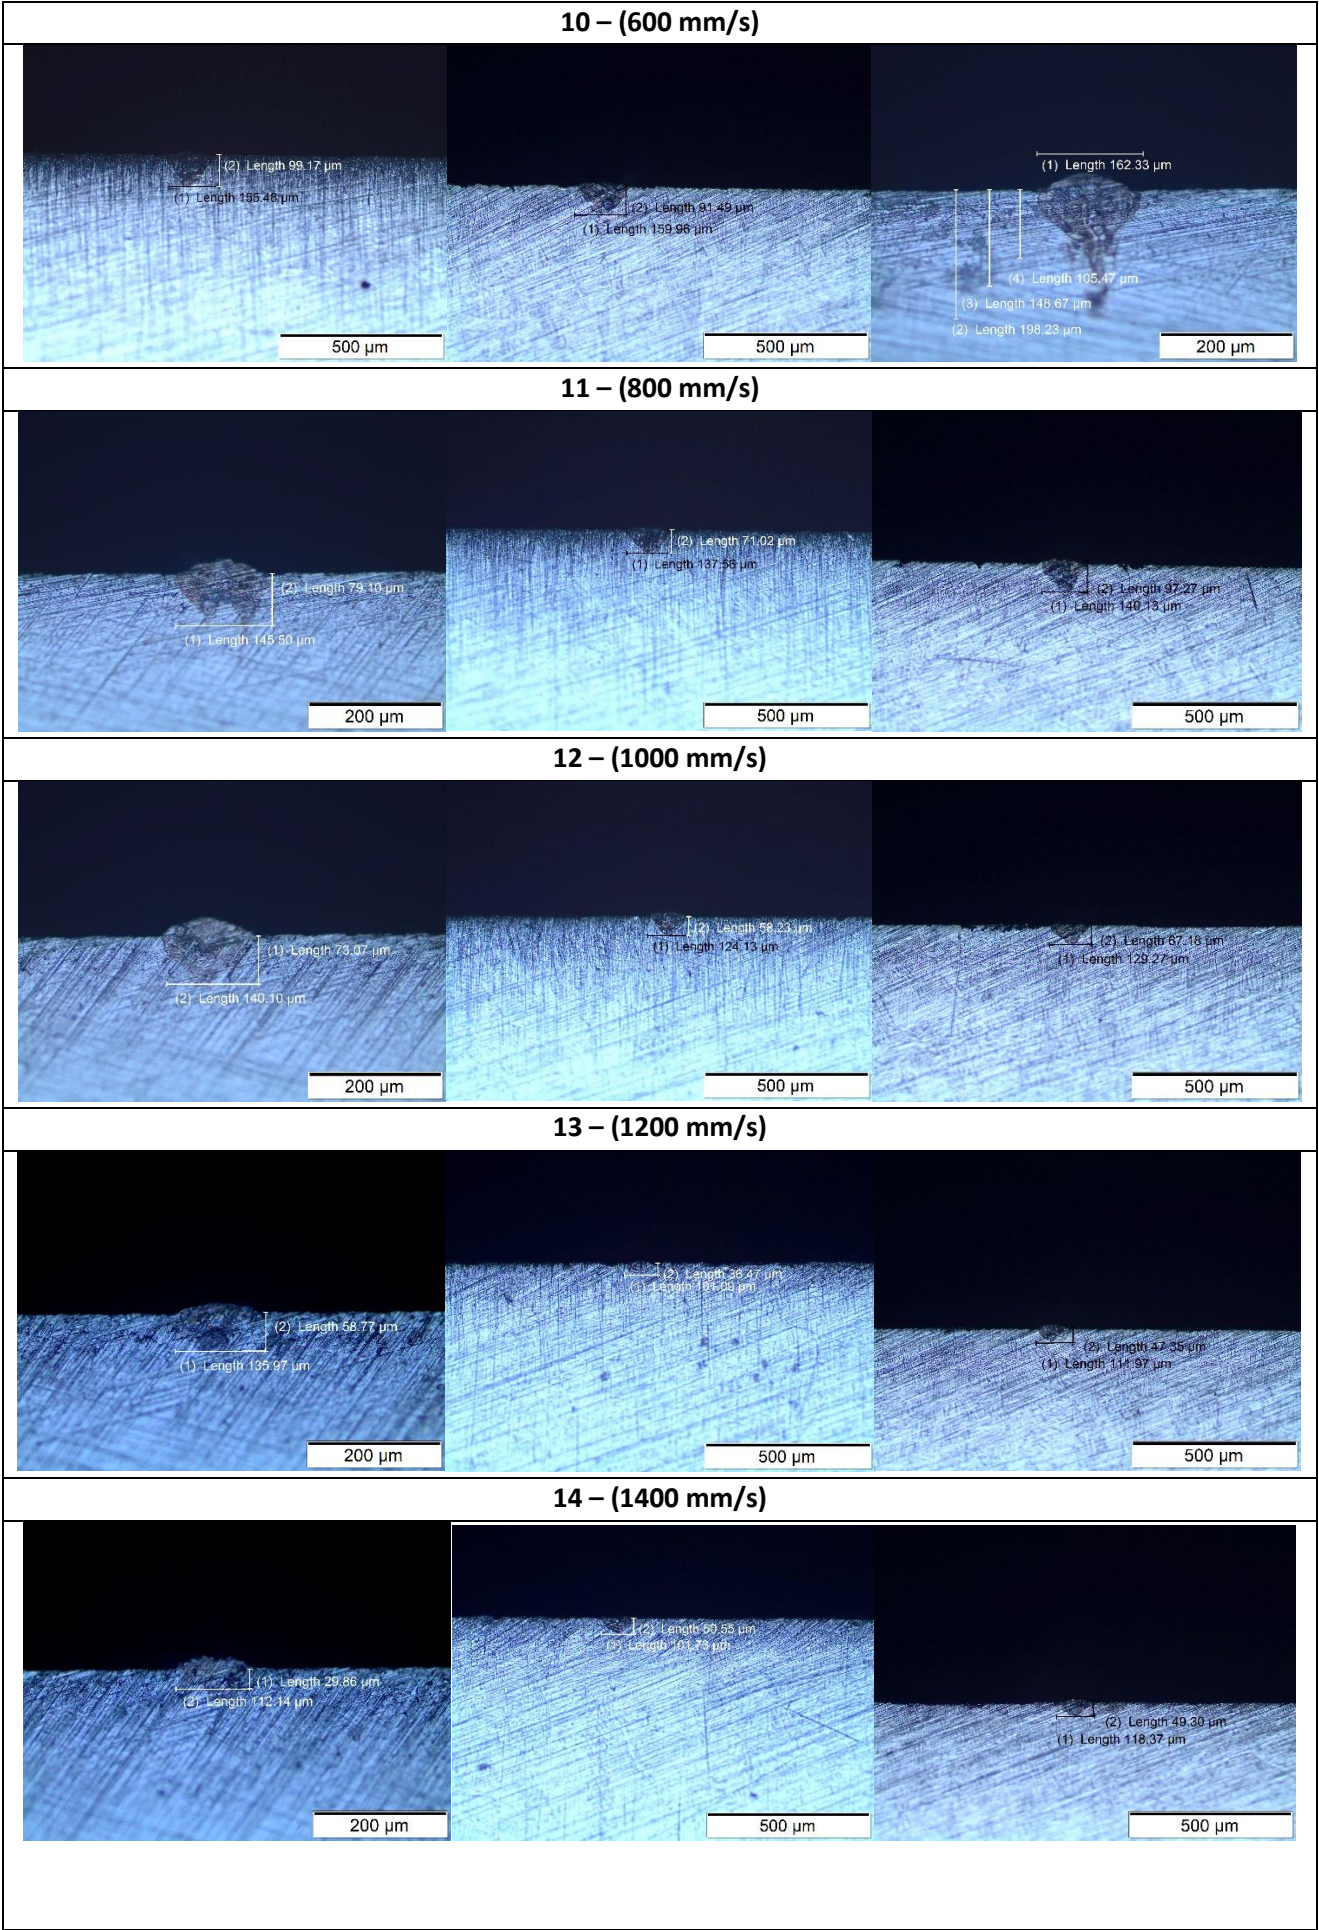 10 – (600 mm/s)
(2) Length 99.17 µm
(1) Length 155.48 µm
500 µm
(2) Length 91.49 µm
(1) Length 159.96 µm
500 µm
(1) Length 162.33 µm
(4) Length 105.47 µm
(3) Length 148.67 µm
(2) Length 198.23 µm
200 µm
11 – (800 mm/s)
(2) Length 79.10 µm
(1) Length 145.50 µm
200 µm
(2) Length 71.02 µm
(1) Length 137.58 µm
500 µm
(2) Length 97.27 µm
(1) Length 140.13 µm
500 µm
12 – (1000 mm/s)
(1) Length 73.07 µm
(2) Length 140.10 µm
200 µm
(2) Length 58.23 µm
(1) Length 124.13 µm
500 µm
(2) Length 67.18 µm
(1) Length 129.27 µm
500 µm
13 – (1200 mm/s)
(2) Length 58.77 µm
(1) Length 135.97 µm
200 µm
(2) Length 36.47 µm
(1) Length 101.09 µm
500 µm
(2) Length 47.35 µm
(1) Length 111.97 µm
500 µm
14 – (1400 mm/s)
(1) Length 29.86 µm
(2) Length 112.14 µm
200 µm
(2) Length 50.55 µm
(1) Length 101.73 µm
500 µm
(2) Length 49.30 µm
(1) Length 118.37 µm
500 µm